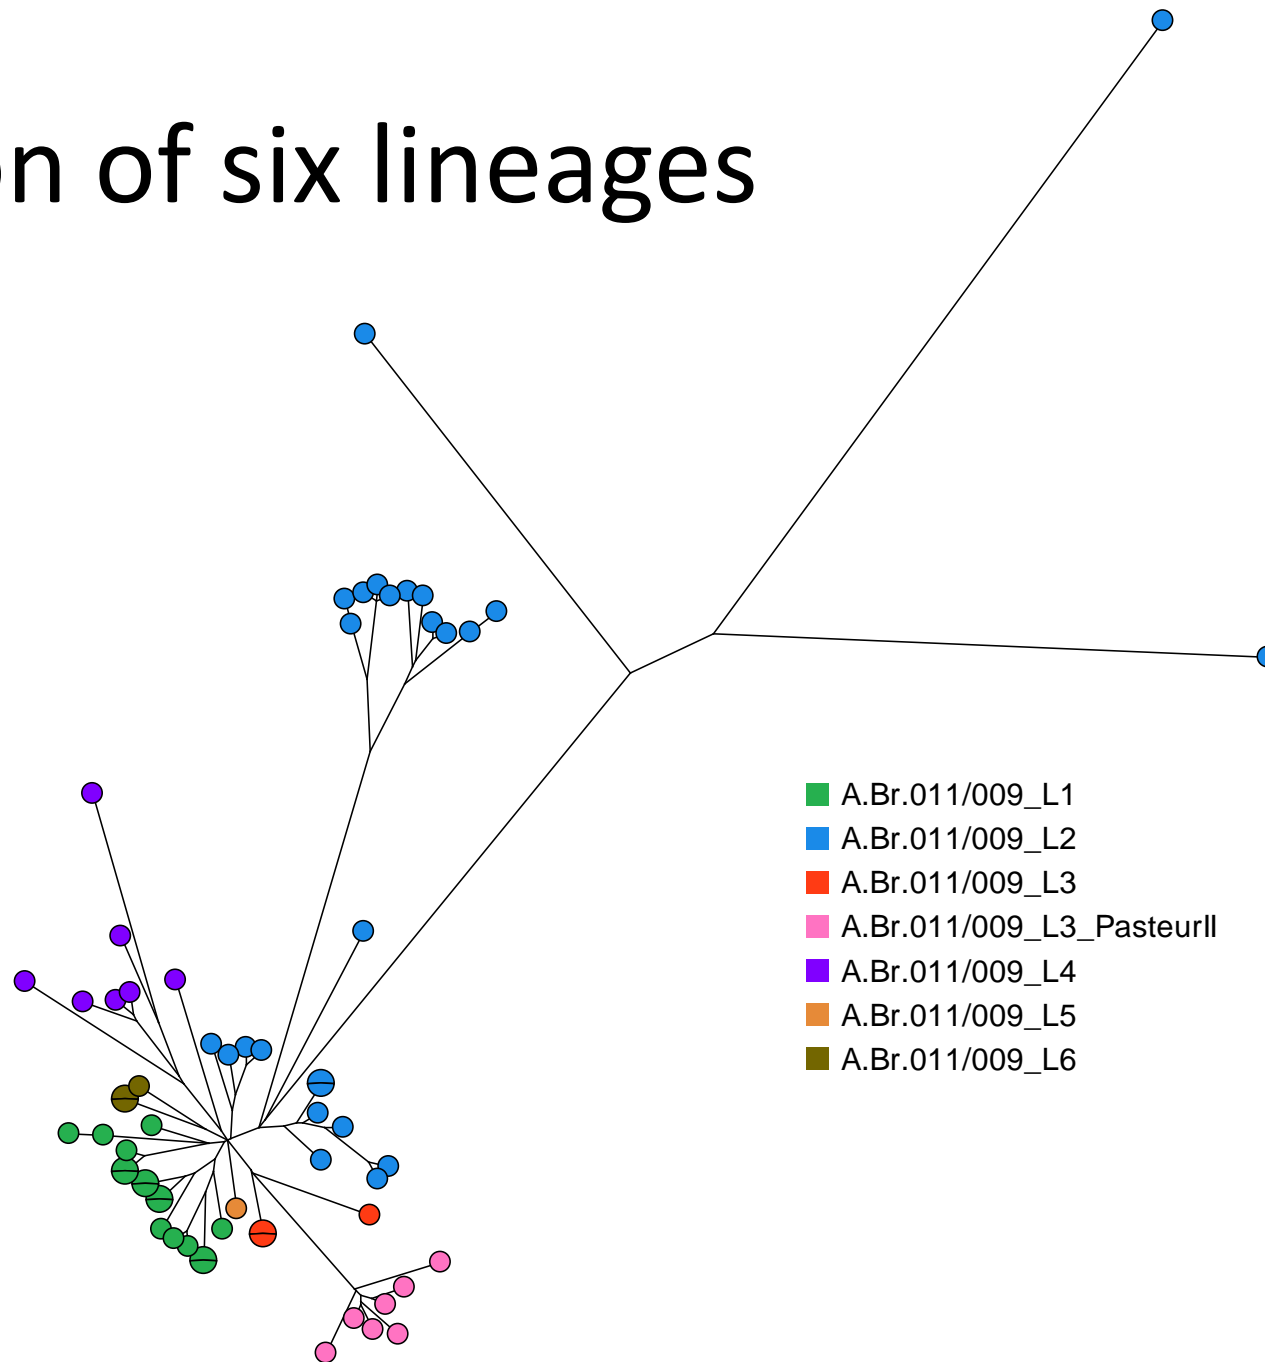 n of six lineages
A.Br.011/009_L1
A.Br.011/009_L2
A.Br.011/009_L3
A.Br.011/009_L3_PasteurII
A.Br.011/009_L4
A.Br.011/009_L5
A.Br.011/009_L6